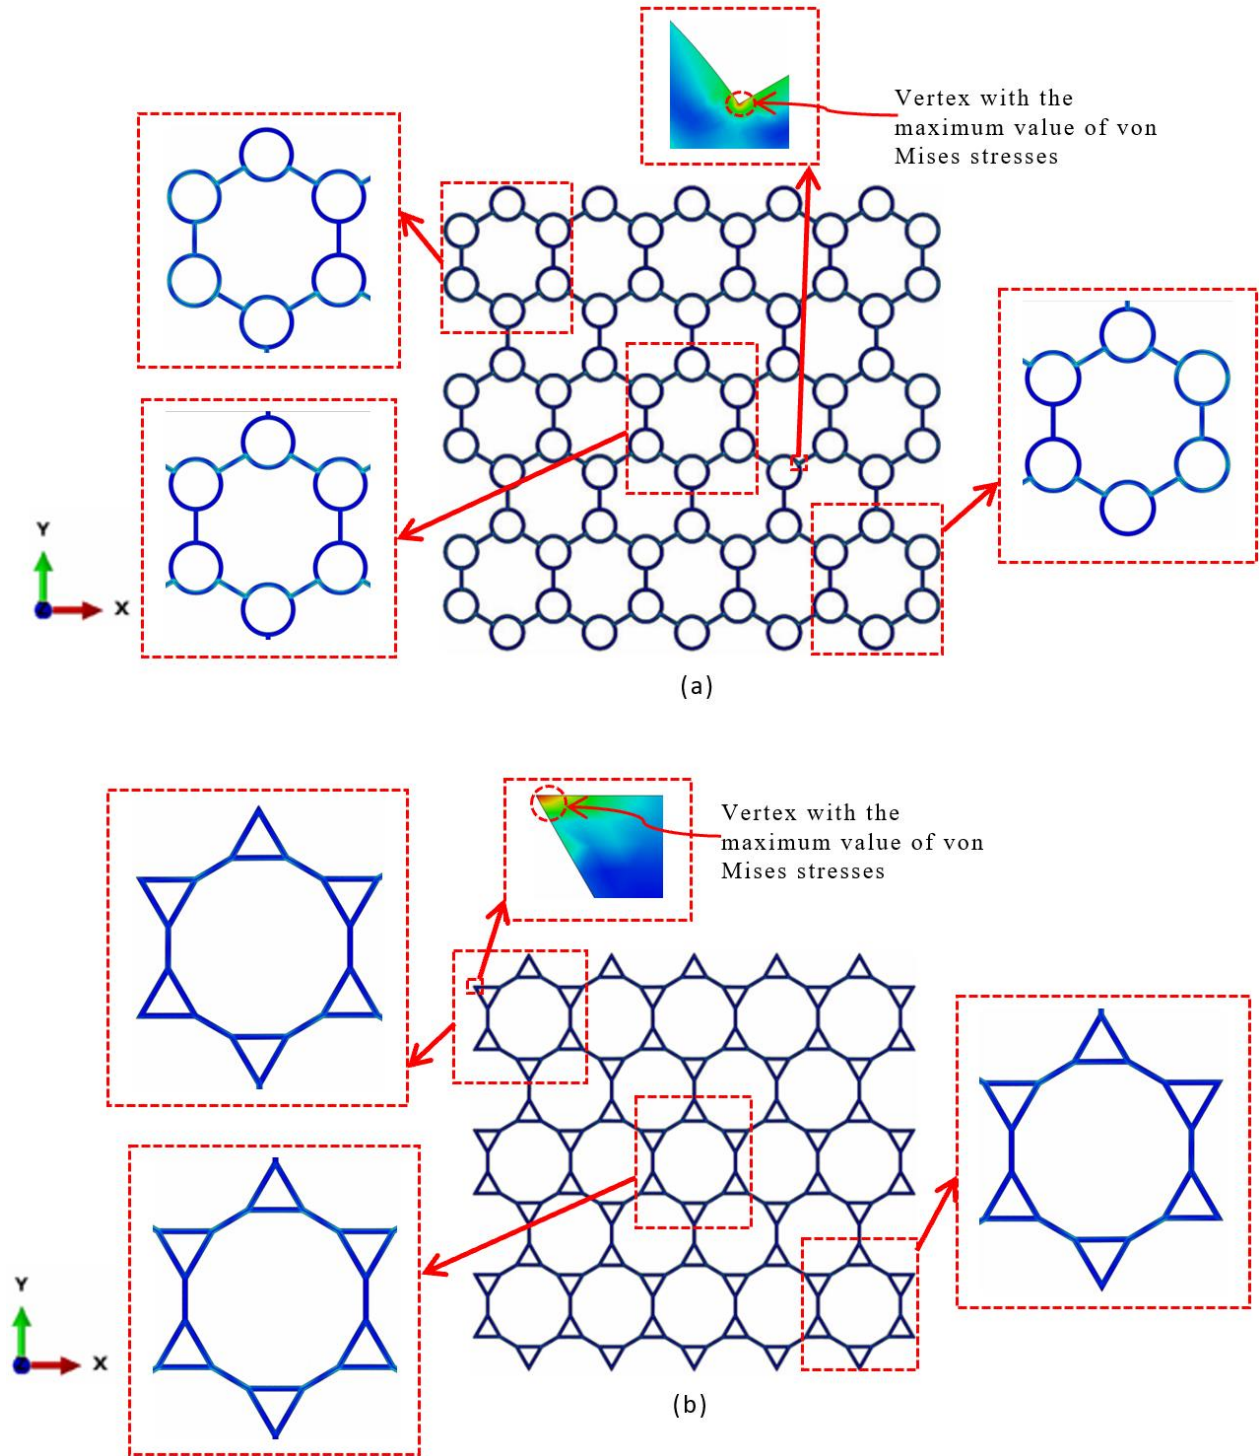 Vertex with the
maximum value of von
Mises stresses
Y
X
Z
(a)
Vertex with the
maximum value of von
Mises stresses
Y
X
Z
(b)